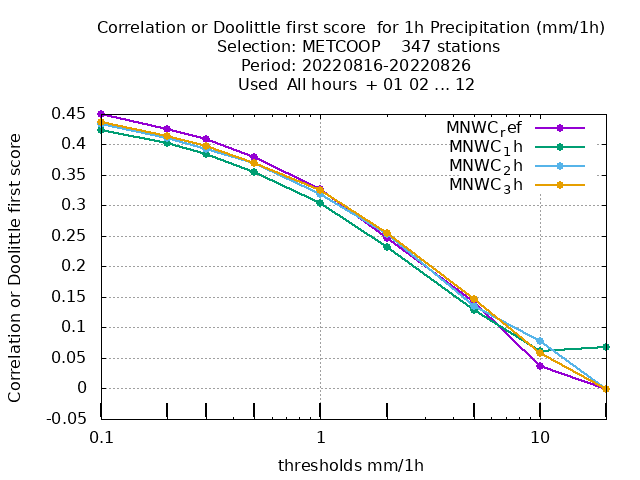 Correlation or Doolittle first score  for 1h Precipitation (mm/1h)
Selection: METCOOP    347 stations
Period: 20220816-20220826
Used  All hours  + 01 02 ... 12
Correlation or Doolittle first score
0.45
0.4
0.35
0.3
0.25
0.2
0.15
0.1
0.05
0
-0.05
MNWC_ref
MNWC_1h
MNWC_2h
MNWC_3h
0.1 1 10
thresholds mm/1h